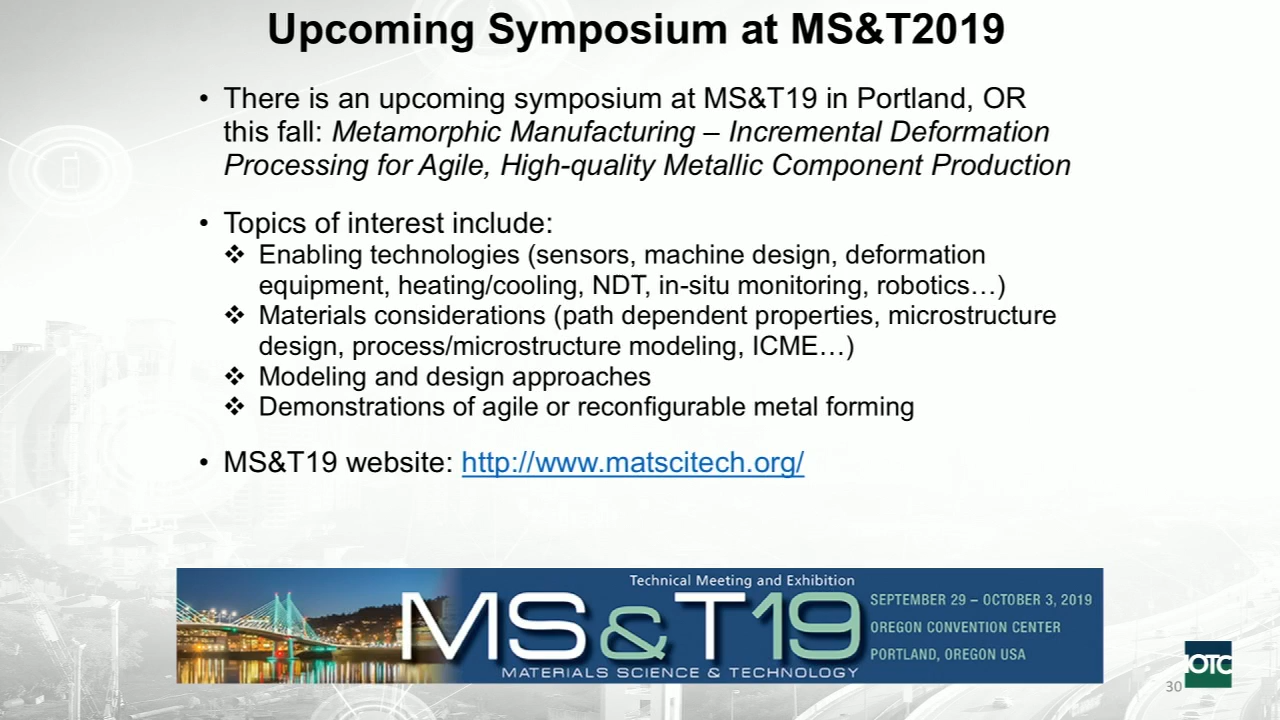 Upcoming Symposium at MS&T2019
• There is an upcoming symposium at MS&T19 in Portland, OR
this fall: Metamorphic Manufacturing – Incremental Deformation
Processing for Agile, High-quality Metallic Component Production
• Topics of interest include:
❖ Enabling technologies (sensors, machine design, deformation
equipment, heating/cooling, NDT, in-situ monitoring, robotics…)
❖ Materials considerations (path dependent properties, microstructure
design, process/microstructure modeling, ICME…)
❖ Modeling and design approaches
❖ Demonstrations of agile or reconfigurable metal forming
• MS&T19 website: http://www.matscitech.org/
Technical Meeting and Exhibition
MS&T19
MATERIALS SCIENCE & TECHNOLOGY
SEPTEMBER 29 – OCTOBER 3, 2019
OREGON CONVENTION CENTER
PORTLAND, OREGON USA
30
IOTC